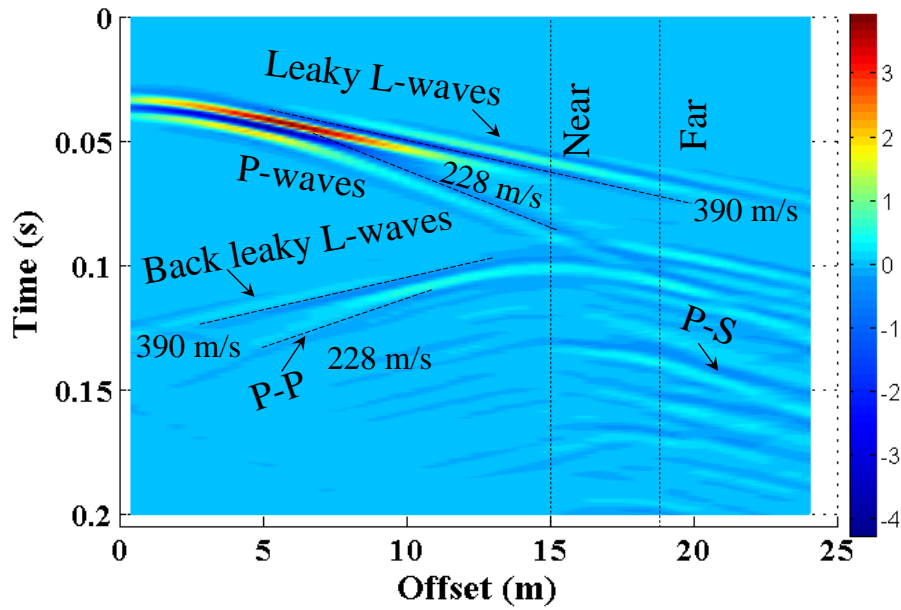 0
0.05
0.1
0.15
0.2
Time (s)
0
5
10
15
20
25
Offset (m)
Leaky L-waves
P-waves
228 m/s
390 m/s
Near
Far
Back leaky L-waves
390 m/s
P-P
228 m/s
P-S
3
2
1
0
-1
-2
-3
-4